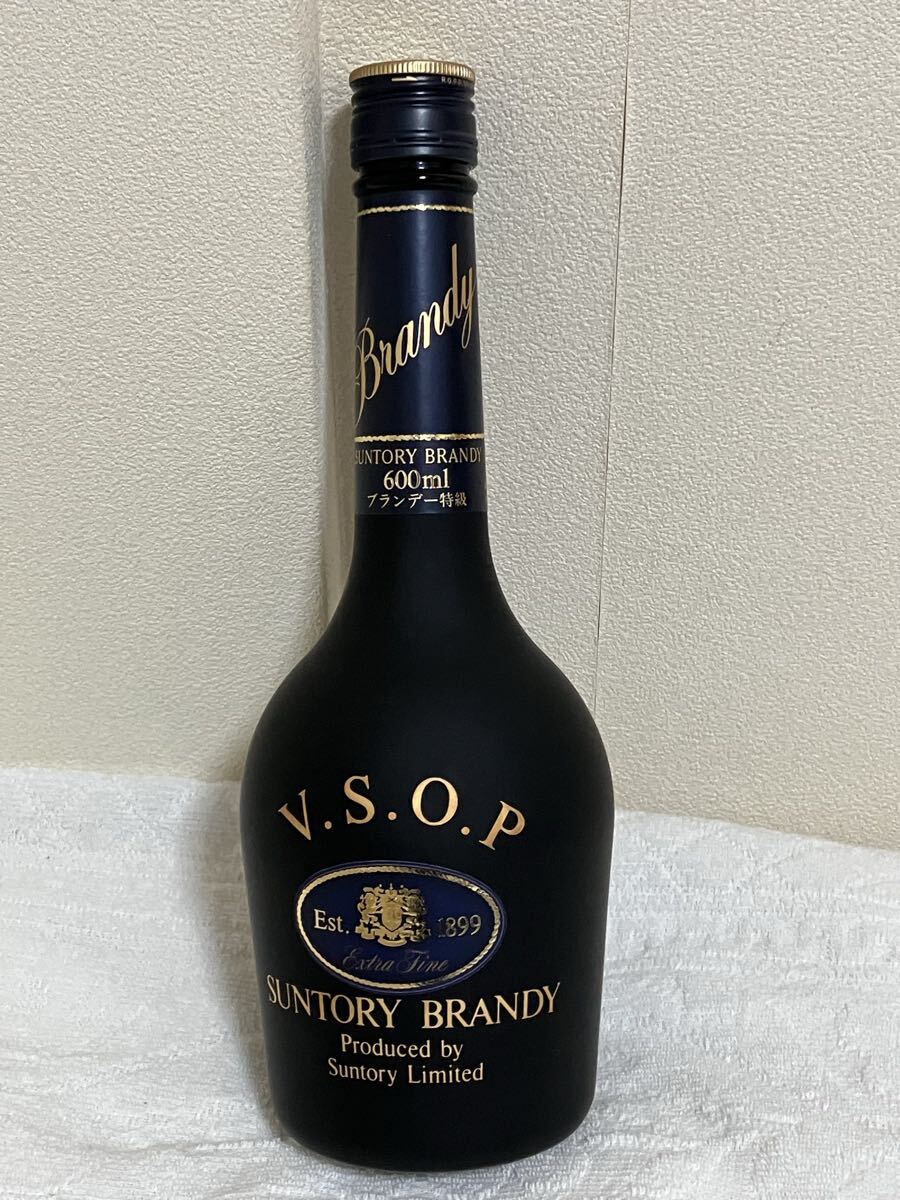 Brandy
SUNTORY BRANDY
600ml
ブランデー特級
V.S.O.P
Est. 1899
Extra Fine
SUNTORY BRANDY
Produced by
Suntory Limited